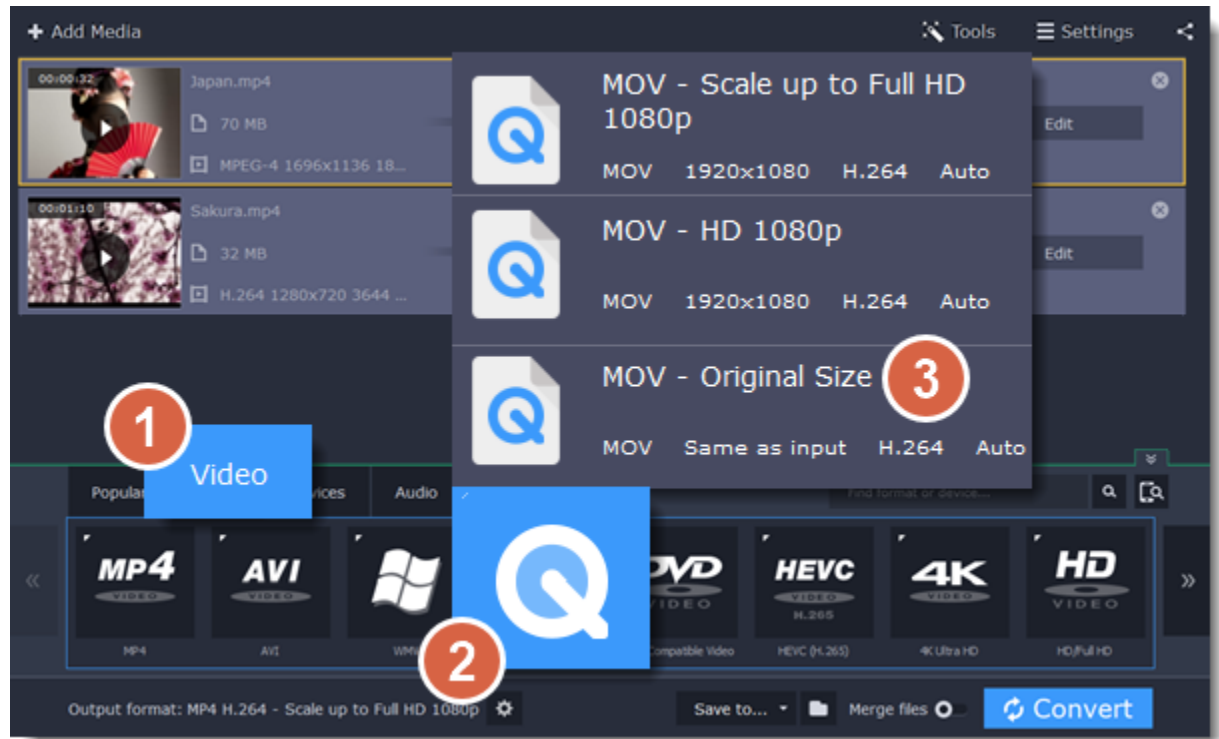 Add Media
Tools
Settings
00:00:32
Japan.mp4
70 MB
MPEG-4 1696x1136 18...
Edit
00:01:10
Sakura.mp4
32 MB
H.264 1280x720 3644 ...
Edit
MOV - Scale up to Full HD
1080p
MOV 1920x1080 H.264 Auto
MOV - HD 1080p
MOV 1920x1080 H.264 Auto
MOV - Original Size
3
MOV Same as input H.264 Auto
1
Video
Audio
Find format or device...
MP4
VIDEO
MP4
AVI
VIDEO
AVI
2
HEVC
VIDEO
H.265
HEVC (H.265)
4K
VIDEO
4K Ultra HD
HD
VIDEO
HD/Full HD
VIDEO
Compatible Video
Output format: MP4 H.264 - Scale up to Full HD 1080p
Save to...
Merge files
Convert